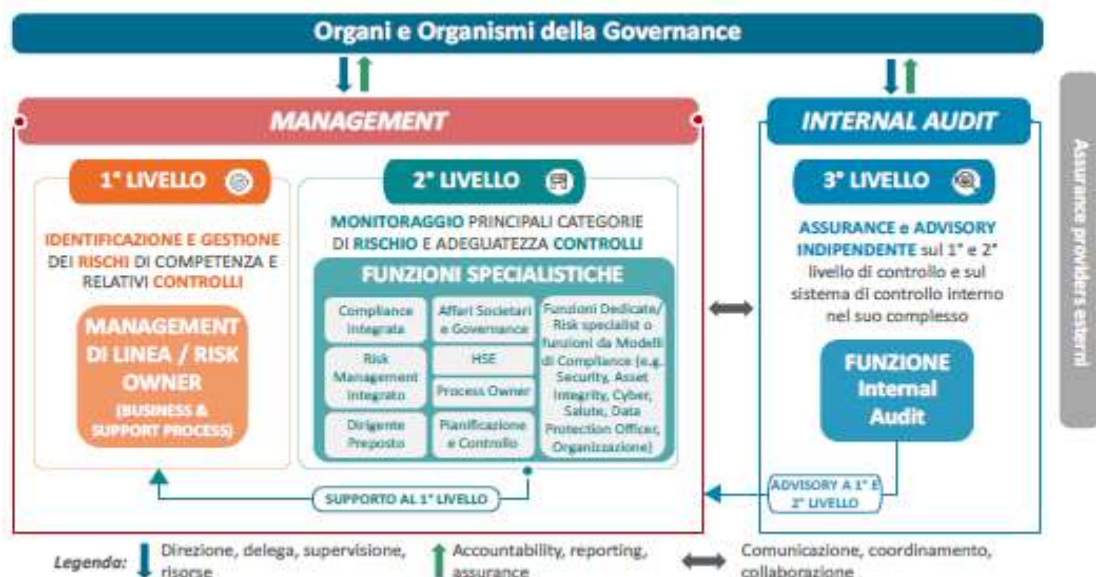 Organi e Organismi della Governance
MANAGEMENT
INTERNAL AUDIT
1° LIVELLO
2° LIVELLO
3° LIVELLO
IDENTIFICAZIONE E GESTIONE
DEI RISCHI DI COMPETENZA E
RELATIVI CONTROLLI
MANAGEMENT
DI LINEA / RISK
OWNER
(BUSINESS &
SUPPORT PROCESS)
MONITORAGGIO PRINCIPALI CATEGORIE
DI RISCHIO E ADEGUATEZZA CONTROLLI
FUNZIONI SPECIALISTICHE
Compliance
Integrata
Risk
Management
Integrato
Dirigente
Preposto
Affari Societari
e Governance
HSE
Process Owner
Pianificazione
e Controllo
Funzioni Dedicate/
Risk specialist o
funzioni da Modelli
di Compliance (e.g.
Security, Asset
Integrity, Cyber,
Salute, Data
Protection Officer,
Organizzazione)
SUPPORTO AL 1° LIVELLO
ASSURANCE e ADVISORY
INDIPENDENTE sul 1° e 2°
livello di controllo e sul
sistema di controllo interno
nel suo complesso
FUNZIONE
Internal
Audit
ADVISORY A 1° E
2° LIVELLO
Assurance providers esterni
Legenda:
Direzione, delega, supervisione,
risorse
Accountability, reporting,
assurance
Comunicazione, coordinamento,
collaborazione